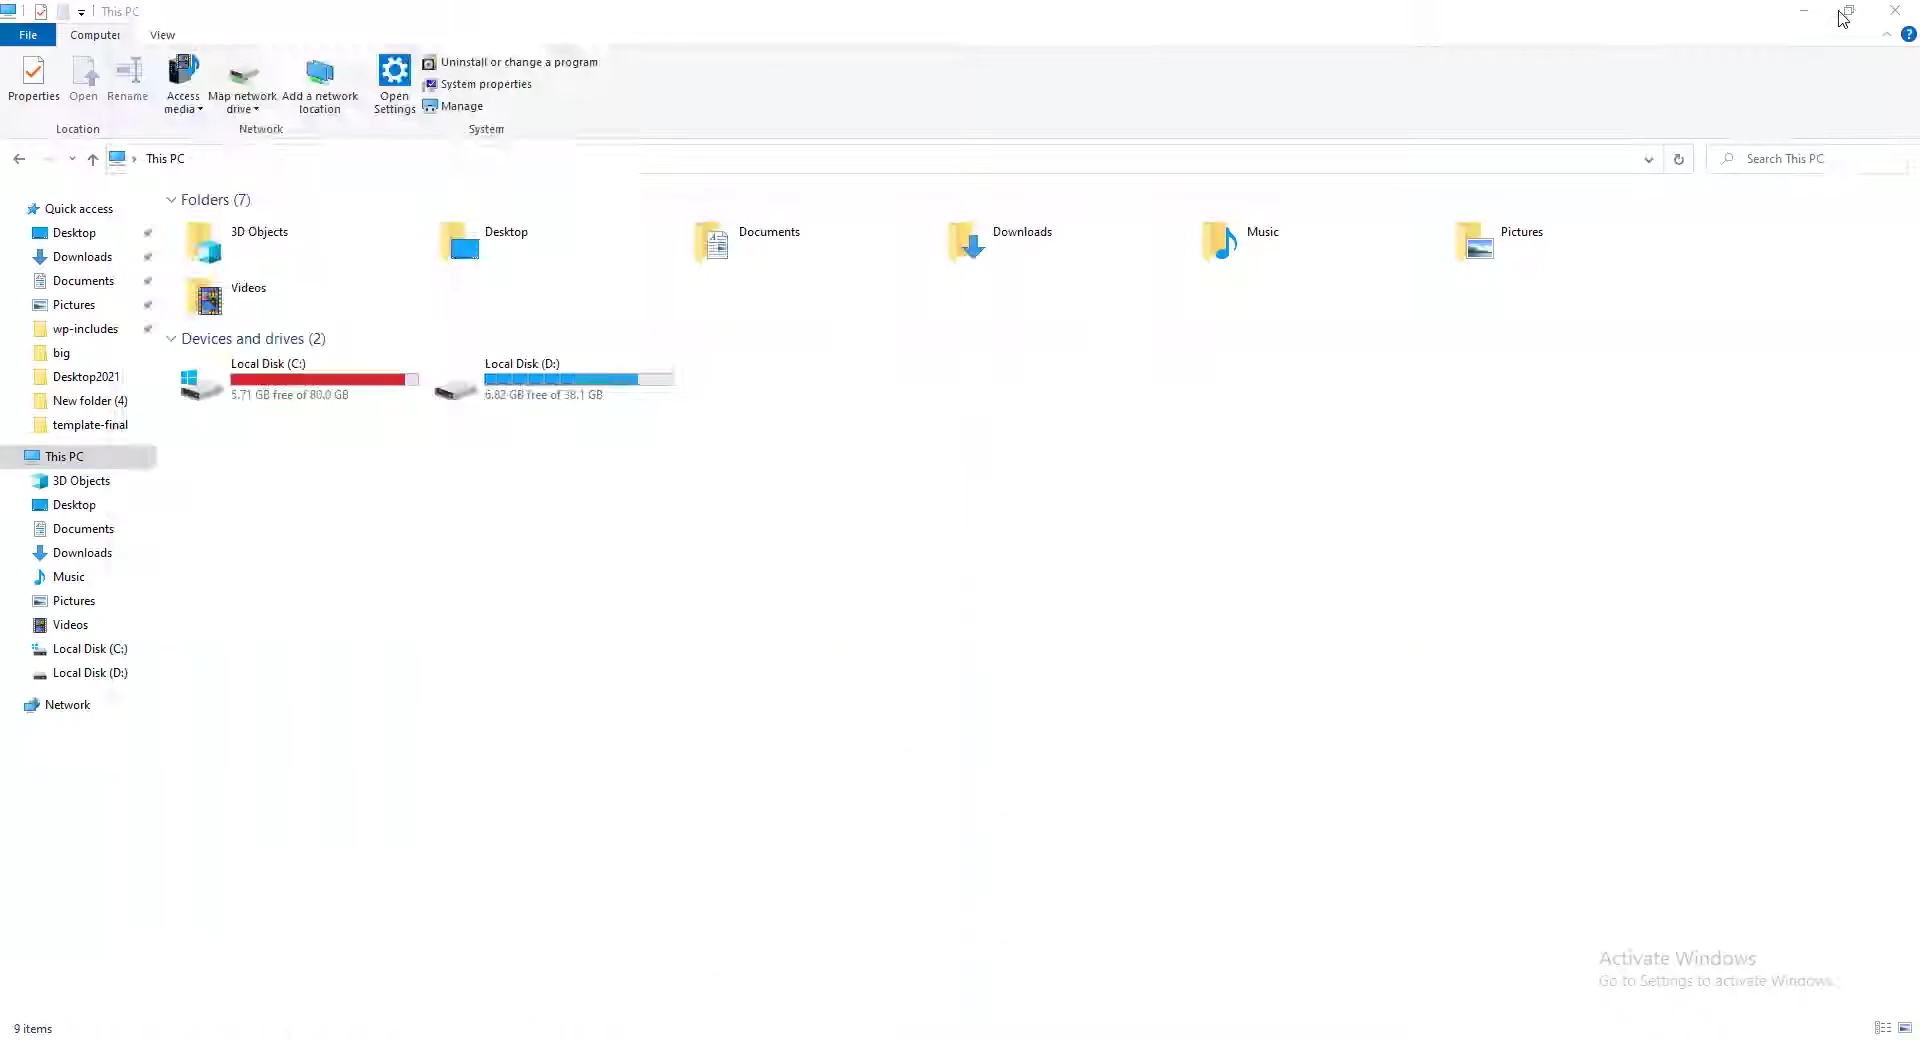 This PC
File
Computer
View
Properties
Open
Rename
Access media
Map network drive
Add a network location
Open Settings
Uninstall or change a program
System properties
Manage
Location
Network
System
This PC
Search This PC
Quick access
Desktop
Downloads
Documents
Pictures
wp-includes
big
Desktop2021
New folder (4)
template-final
This PC
3D Objects
Desktop
Documents
Downloads
Music
Pictures
Videos
Local Disk (C:)
Local Disk (D:)
Network
Folders (7)
3D Objects
Desktop
Documents
Downloads
Music
Pictures
Videos
Devices and drives (2)
Local Disk (C:)
5.71 GB free of 80.0 GB
Local Disk (D:)
6.82 GB free of 38.1 GB
Activate Windows
Go to Settings to activate Windows.
9 items